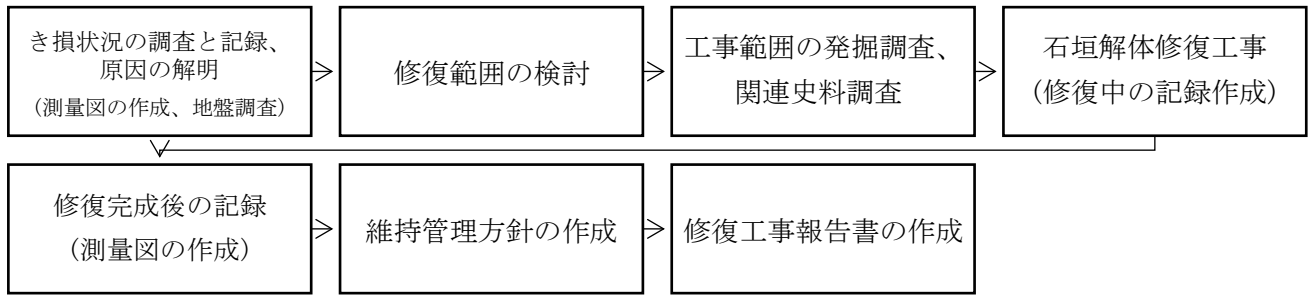 き損状況の調査と記録、
原因の解明
（測量図の作成、地盤調査）
修復範囲の検討
工事範囲の発掘調査、
関連史料調査
石垣解体修復工事
（修復中の記録作成）
修復完成後の記録
（測量図の作成）
維持管理方針の作成
修復工事報告書の作成